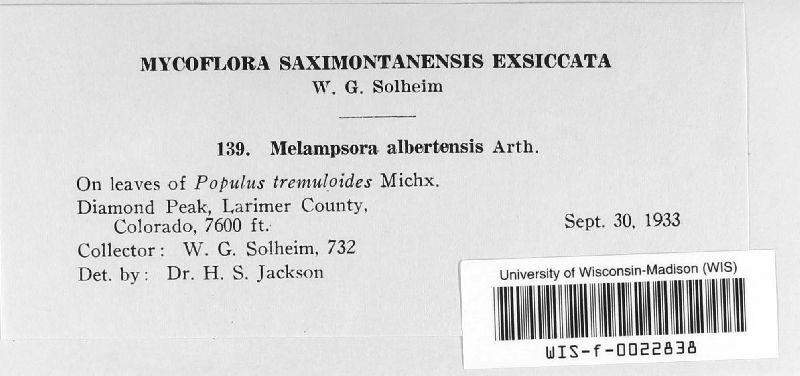 MYCOFLORA SAXIMONTANENSIS EXSICCATA
W. G. Solheim
139. Melampsora albertensis Arth.
On leaves of Populus tremuloides Michx.
Diamond Peak, Larimer County,
Colorado, 7600 ft.
Sept. 30, 1933
Collector: W. G. Solheim, 732
Det. by: Dr. H. S. Jackson
University of Wisconsin-Madison (WIS)
WIS-f-0022838